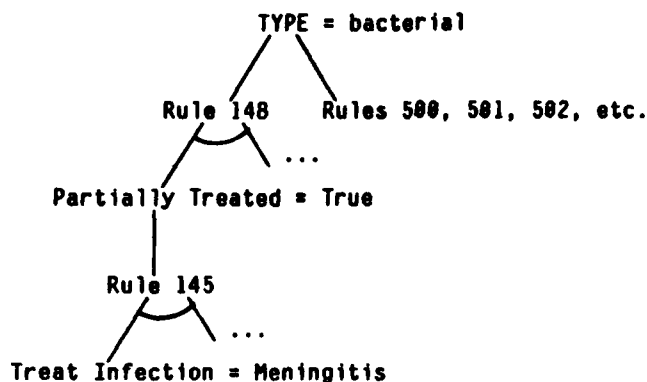 TYPE = bacterial
Rule 148 Rules 500, 501, 502, etc.
...
Partially Treated = True
Rule 145
...
Treat Infection = Meningitis